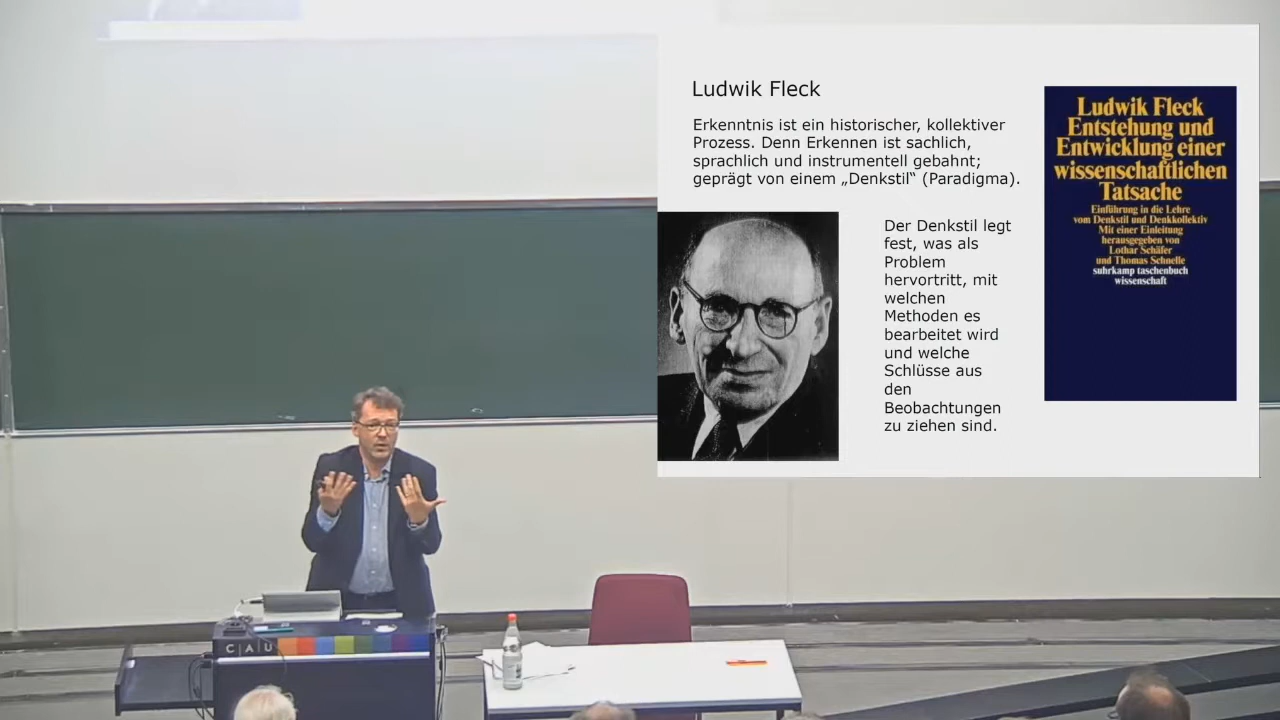 Ludwik Fleck
Erkenntnis ist ein historischer, kollektiver
Prozess. Denn Erkennen ist sachlich,
sprachlich und instrumentell gebahnt;
geprägt von einem „Denkstil“ (Paradigma).
Der Denkstil legt
fest, was als
Problem
hervortritt, mit
welchen
Methoden es
bearbeitet wird
und welche
Schlüsse aus
den
Beobachtungen
zu ziehen sind.
Ludwik Fleck
Entstehung und
Entwicklung einer
wissenschaftlichen
Tatsache
Einführung in die Lehre
vom Denkstil und Denkkollektiv
Mit einer Einleitung
herausgegeben von
Lothar Schäfer
und Thomas Schnelle
suhrkamp taschenbuch
wissenschaft
C|A|U